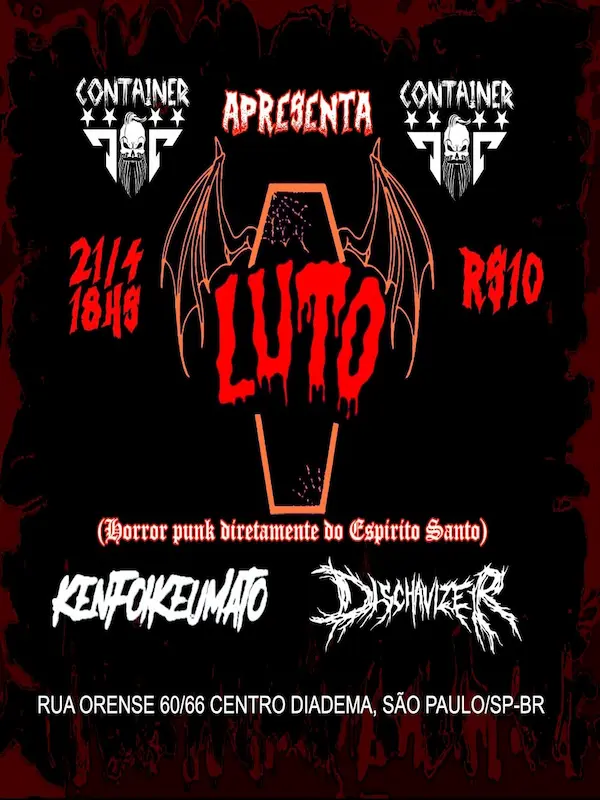 CONTAINER
APRESENTA
CONTAINER
21/4
18HS
LUTO
R$10
(Horror punk diretamente do Espírito Santo)
KENFOIKEUMATO
DISCHAVIZER
RUA ORENSE 60/66 CENTRO DIADEMA, SÃO PAULO/SP-BR